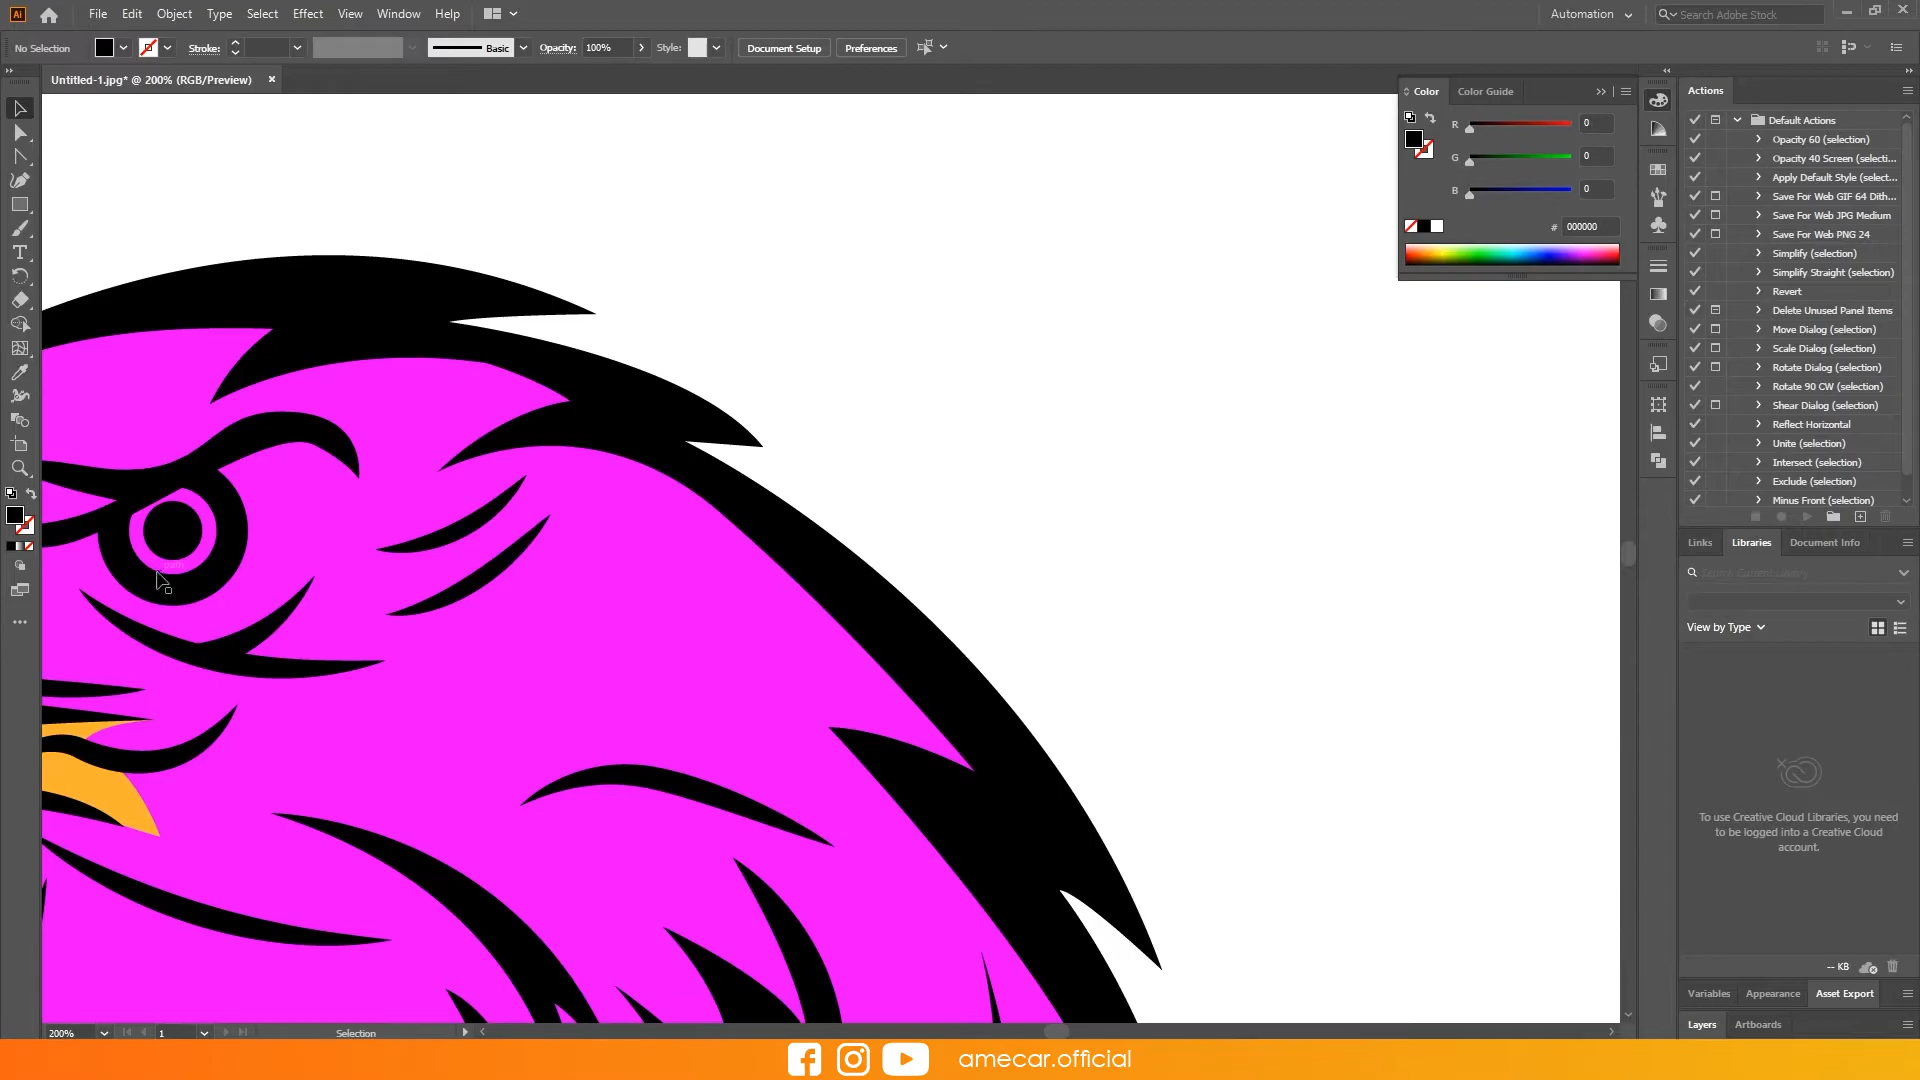 Ai File Edit Object Type Select Effect View Window Help Automation Search Adobe Stock
No Selection Stroke: Basic Opacity: 100% Style: Document Setup Preferences
Untitled-1.jpg* @ 200% (RGB/Preview)
Color Color Guide
R 0
G 0
B 0
# 000000
Actions
Default Actions
Opacity 60 (selection)
Opacity 40 Screen (selecti...
Apply Default Style (select...
Save For Web GIF 64 Dith...
Save For Web JPG Medium
Save For Web PNG 24
Simplify (selection)
Simplify Straight (selection)
Revert
Delete Unused Panel Items
Move Dialog (selection)
Scale Dialog (selection)
Rotate Dialog (selection)
Rotate 90 CW (selection)
Shear Dialog (selection)
Reflect Horizontal
Unite (selection)
Intersect (selection)
Exclude (selection)
Minus Front (selection)
Links Libraries Document Info
Search Current Library
View by Type
To use Creative Cloud Libraries, you need
to be logged into a Creative Cloud
account.
-- KB
Variables Appearance Asset Export
Layers Artboards
path
200% 1 Selection
amecar.official